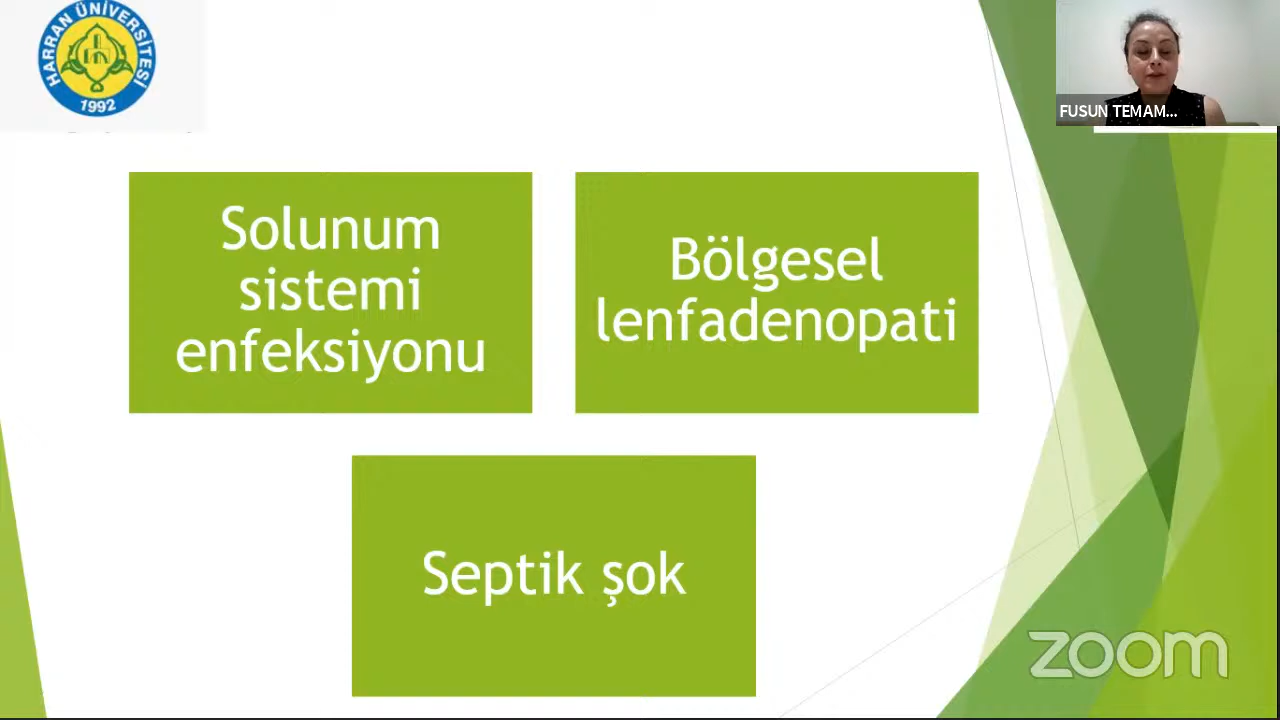 HARRAN ÜNİVERSİTESİ
1992
FUSUN TEMAM...
Solunum
sistemi
enfeksiyonu
Bölgesel
lenfadenopati
Septik şok
zoom